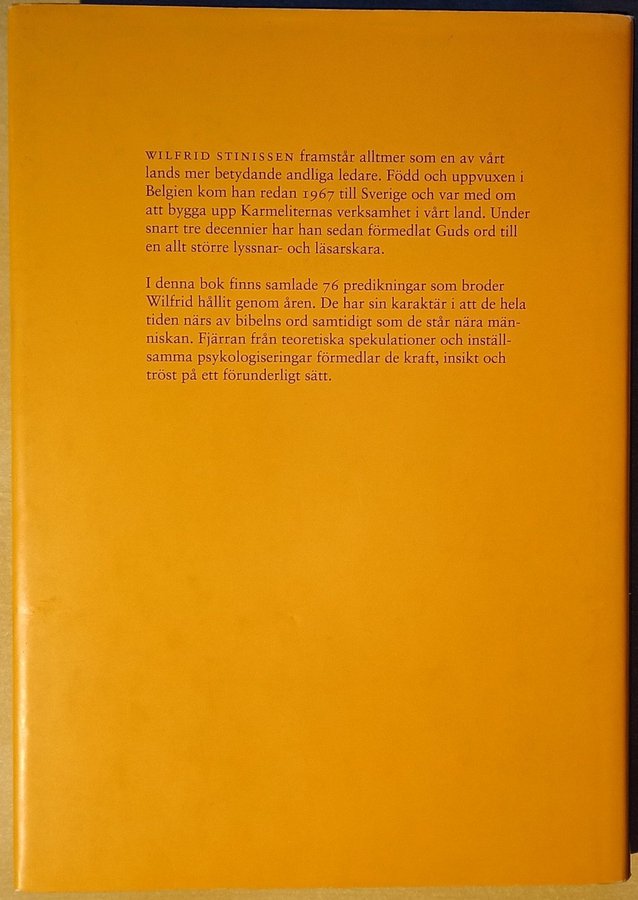 WILFRID STINISSEN framstår alltmer som en av vårt
lands mer betydande andliga ledare. Född och uppvuxen i
Belgien kom han redan 1967 till Sverige och var med om
att bygga upp Karmeliternas verksamhet i vårt land. Under
snart tre decennier har han sedan förmedlat Guds ord till
en allt större lyssnar- och läsarskara.
I denna bok finns samlade 76 predikningar som broder
Wilfrid hållit genom åren. De har sin karaktär i att de hela
tiden närs av bibelns ord samtidigt som de står nära män-
niskan. Fjärran från teoretiska spekulationer och inställ-
samma psykologiseringar förmedlar de kraft, insikt och
tröst på ett förunderligt sätt.